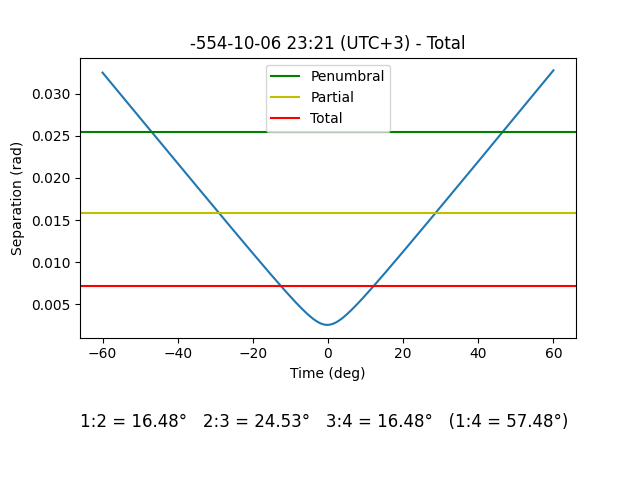 -554-10-06 23:21 (UTC+3) - Total
Separation (rad)
0.030
0.025
0.020
0.015
0.010
0.005
Penumbral
Partial
Total
−60 −40 −20 0 20 40 60
Time (deg)
1:2 = 16.48° 2:3 = 24.53° 3:4 = 16.48° (1:4 = 57.48°)